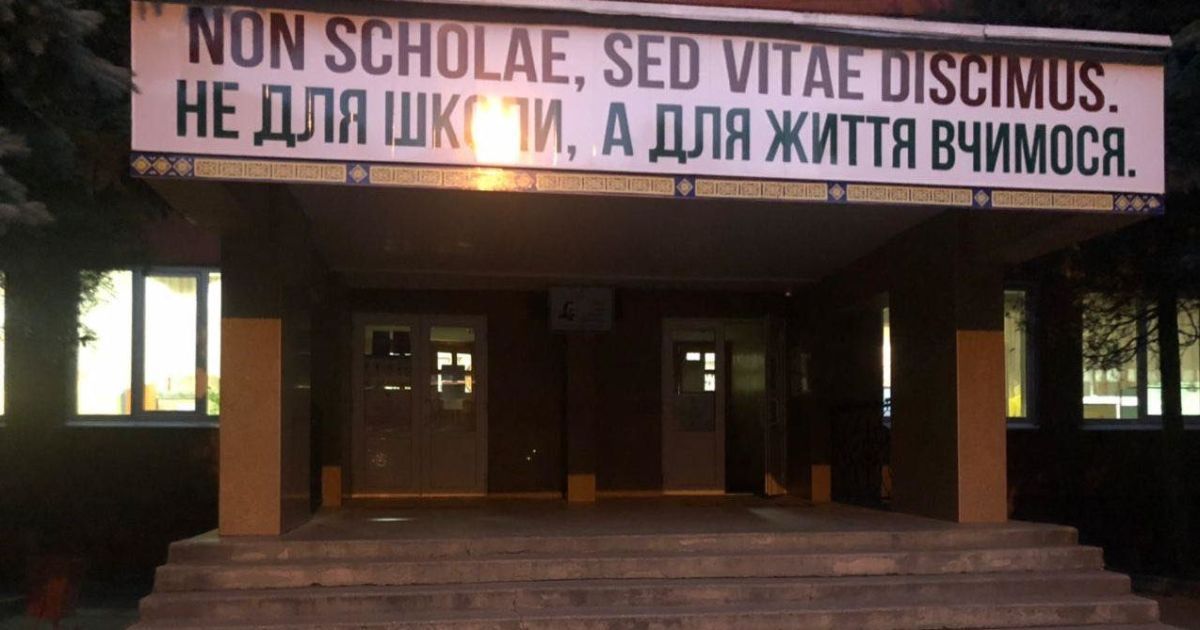 NON SCHOLAE, SED VITAE DISCIMUS.
НЕ ДЛЯ ШКОЛИ, А ДЛЯ ЖИТТЯ ВЧИМОСЯ.